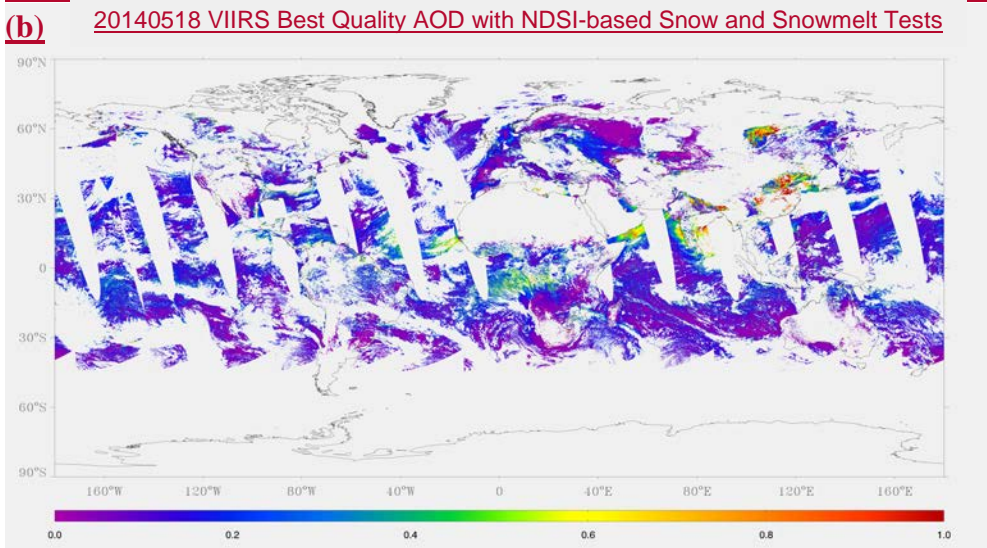 (b)
20140518 VIIRS Best Quality AOD with NDSI-based Snow and Snowmelt Tests
90°N
60°N
30°N
0
30°S
60°S
90°S
160°W 120°W 80°W 40°W 0 40°E 80°E 120°E 160°E
0.0 0.2 0.4 0.6 0.8 1.0